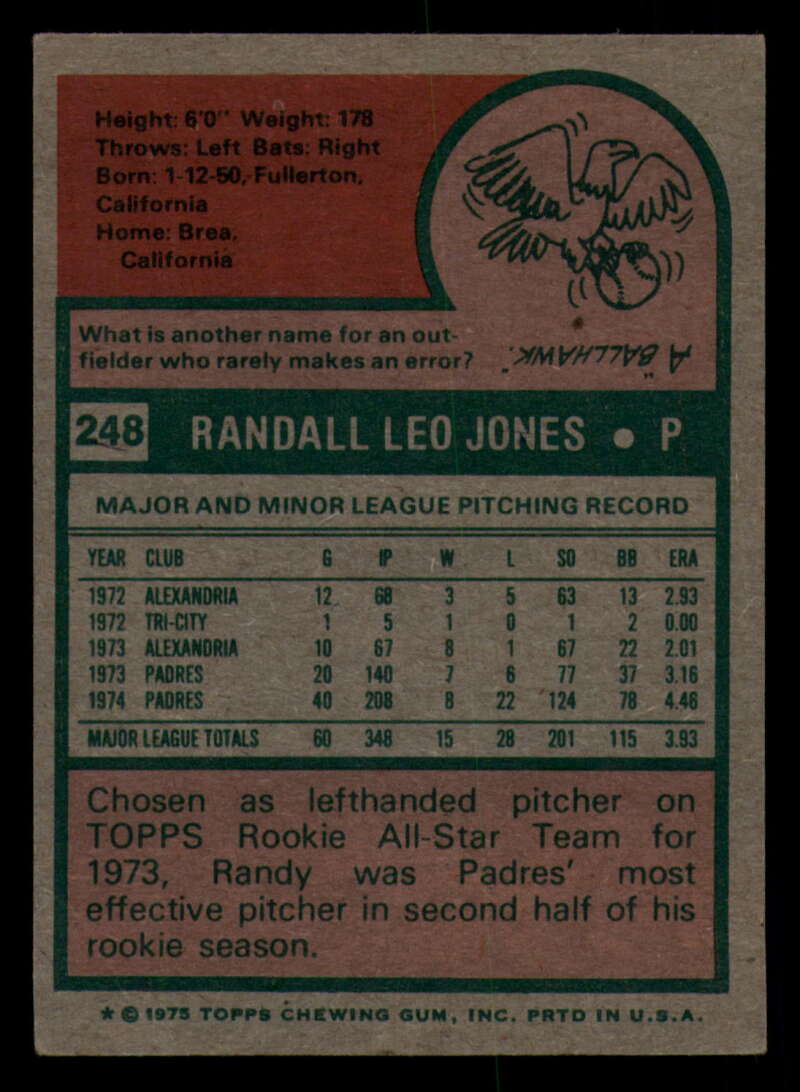 Height: 6'0" Weight: 178
Throws: Left Bats: Right
Born: 1-12-50, Fullerton,
California
Home: Brea,
California
What is another name for an out-
fielder who rarely makes an error?
A "BALLHAWK."
248 RANDALL LEO JONES • P
MAJOR AND MINOR LEAGUE PITCHING RECORD
YEAR CLUB G IP W L SO BB ERA
1972 ALEXANDRIA 12 68 3 5 63 13 2.93
1972 TRI-CITY 1 5 1 0 1 2 0.00
1973 ALEXANDRIA 10 67 8 1 67 22 2.01
1973 PADRES 20 140 7 6 77 37 3.16
1974 PADRES 40 208 8 22 124 78 4.46
MAJOR LEAGUE TOTALS 60 348 15 28 201 115 3.93
Chosen as lefthanded pitcher on
TOPPS Rookie All-Star Team for
1973, Randy was Padres' most
effective pitcher in second half of his
rookie season.
* © 1975 TOPPS CHEWING GUM, INC. PRTD IN U.S.A.